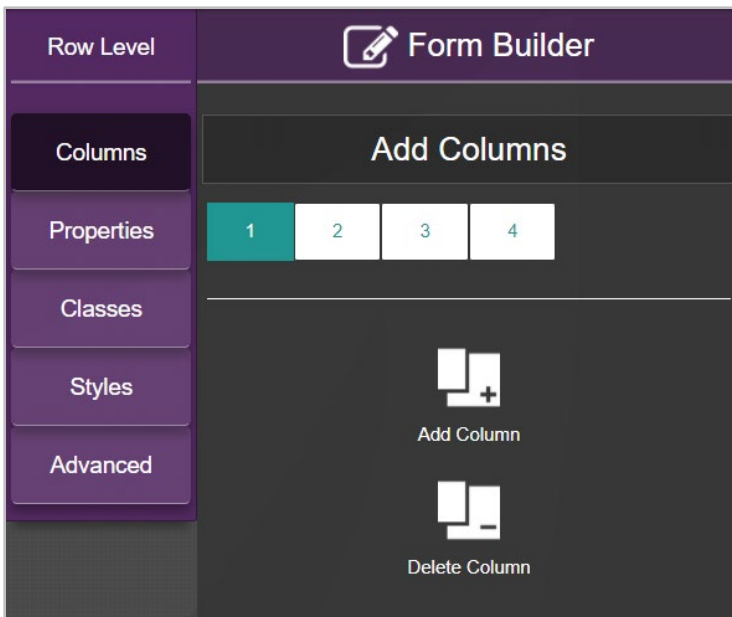 Row Level
Form Builder
Columns
Properties
Classes
Styles
Advanced
Add Columns
1 2 3 4
Add Column
Delete Column